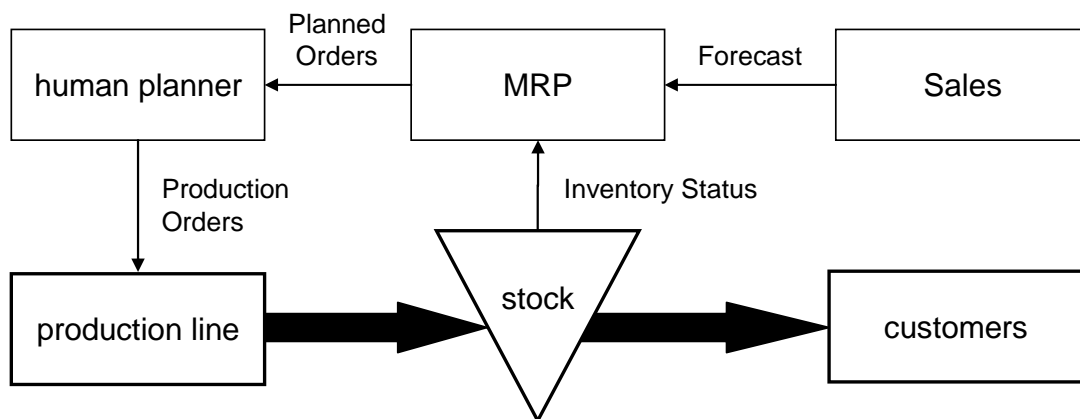 Planned
Orders
human planner
MRP
Forecast
Sales
Production
Orders
Inventory Status
production line
stock
customers